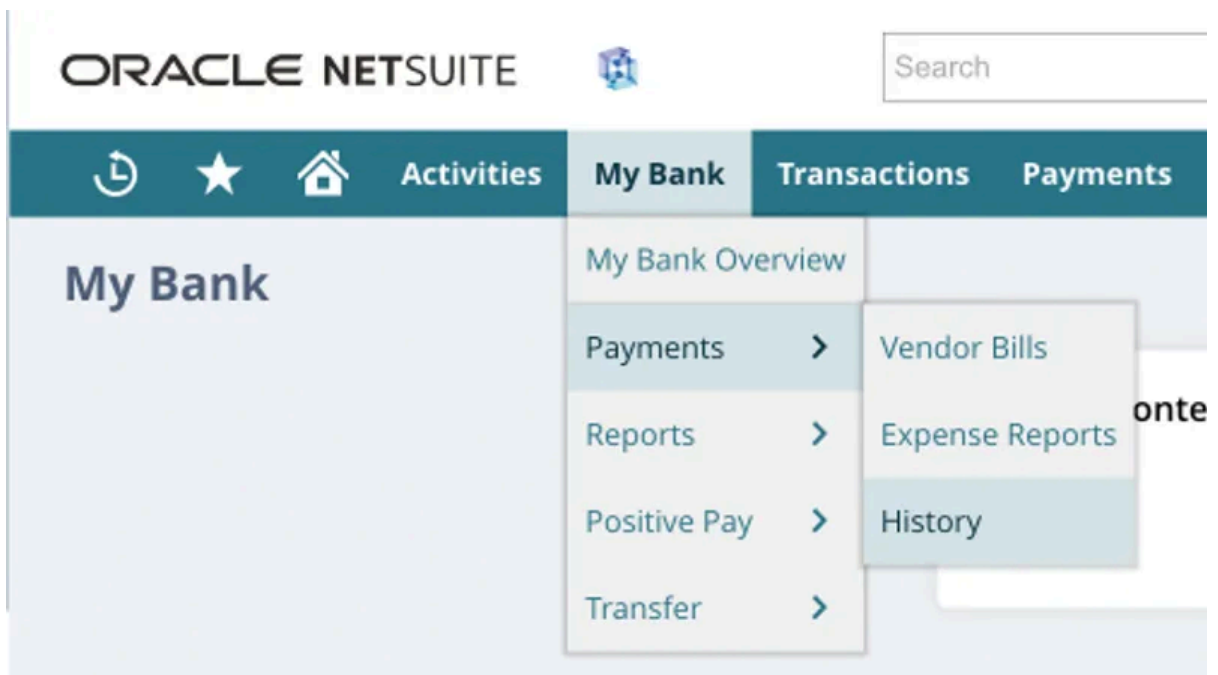 ORACLE NETSUITE
Search
Activities My Bank Transactions Payments
My Bank
My Bank Overview
Payments
Reports
Positive Pay
Transfer
Vendor Bills
Expense Reports
History